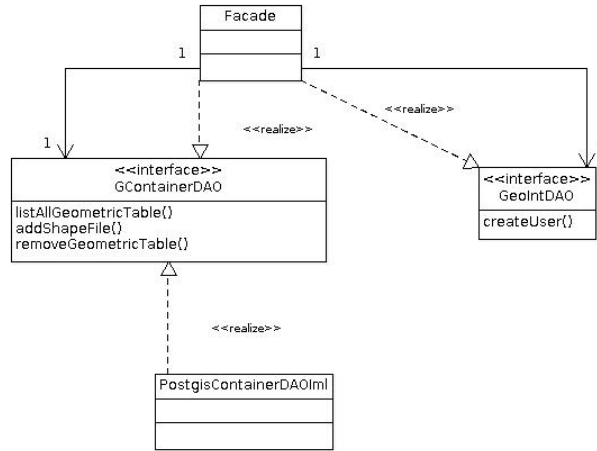 Facade
1
1
<<realize>>
<<realize>>
1
<<interface>>
GContainerDAO
listAllGeometricTable()
addShapeFile()
removeGeometricTable()
<<interface>>
GeoIntDAO
createUser()
<<realize>>
PostgisContainerDAOIml